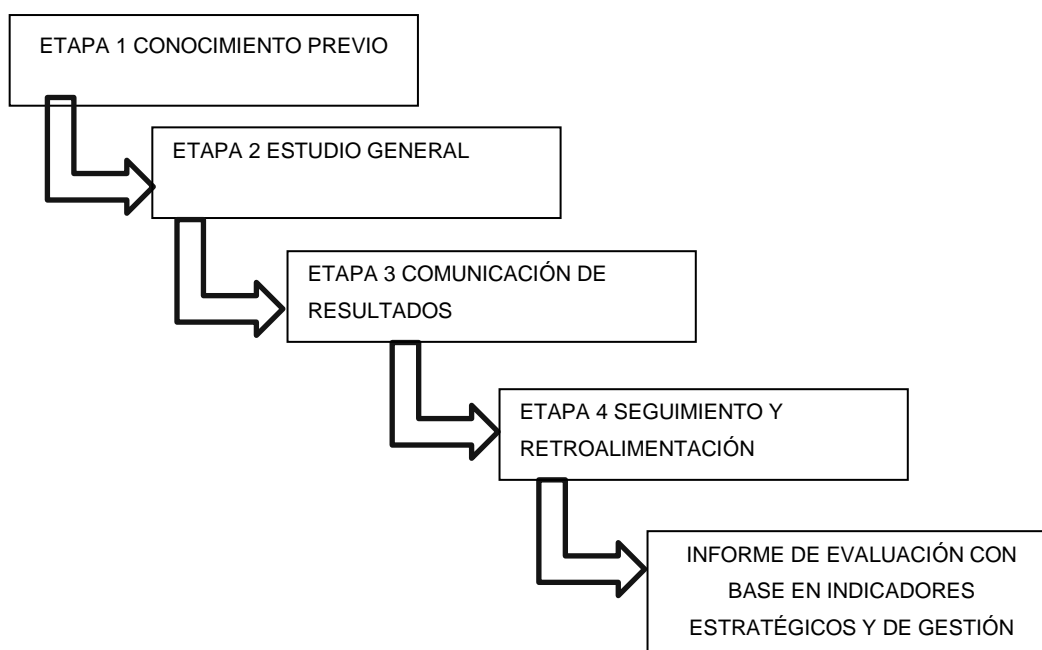 ETAPA 1 CONOCIMIENTO PREVIO
ETAPA 2 ESTUDIO GENERAL
ETAPA 3 COMUNICACIÓN DE
RESULTADOS
ETAPA 4 SEGUIMIENTO Y
RETROALIMENTACIÓN
INFORME DE EVALUACIÓN CON
BASE EN INDICADORES
ESTRATÉGICOS Y DE GESTIÓN